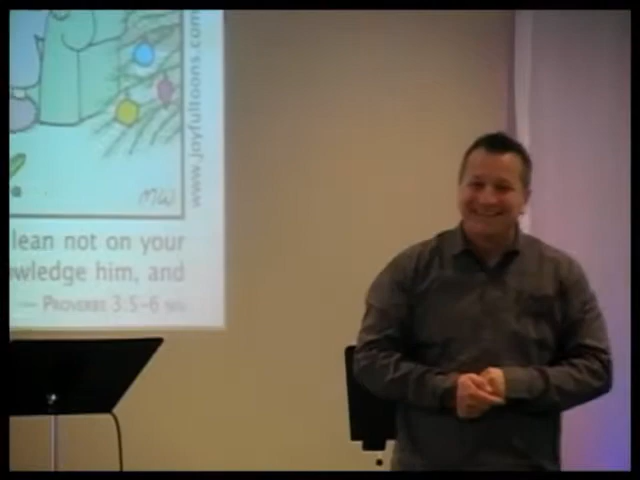 www.joyfultoons.com
MW
lean not on your
wledge him, and
— PROVERBS 3:5-6